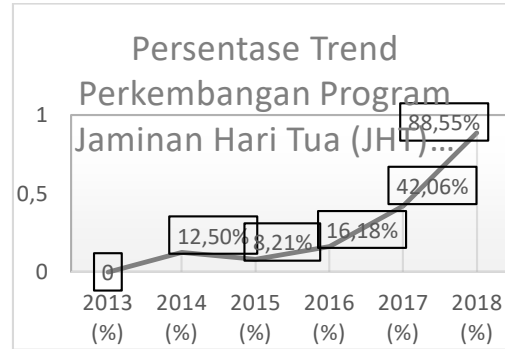 Persentase Trend
Perkembangan Program
Jaminan Hari Tua (JHT)...
1
0,5
0
0
12,50%
8,21%
16,18%
42,06%
88,55%
2013 2014 2015 2016 2017 2018
(%) (%) (%) (%) (%) (%)